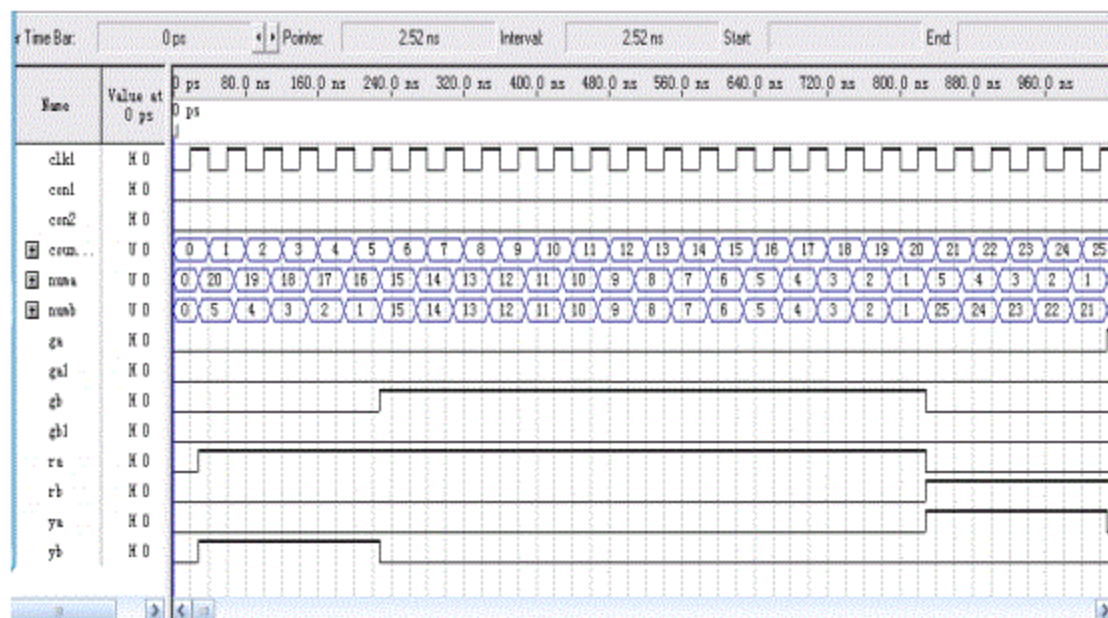 r Time Bar: 0 ps Pointer: 2.52 ns Interval: 2.52 ns Start: End:
Name Value at 0 ps
0 ps 80.0 ns 160.0 ns 240.0 ns 320.0 ns 400.0 ns 480.0 ns 560.0 ns 640.0 ns 720.0 ns 800.0 ns 880.0 ns 960.0 ns
0 ps
clk1 H 0
con1 H 0
con2 H 0
coun... U 0 0 1 2 3 4 5 6 7 8 9 10 11 12 13 14 15 16 17 18 19 20 21 22 23 24 25
numa U 0 0 20 19 18 17 16 15 14 13 12 11 10 9 8 7 6 5 4 3 2 1 5 4 3 2 1
numb U 0 0 5 4 3 2 1 15 14 13 12 11 10 9 8 7 6 5 4 3 2 1 25 24 23 22 21
ga H 0
ga1 H 0
gb H 0
gb1 H 0
ra H 0
rb H 0
ya H 0
yb H 0